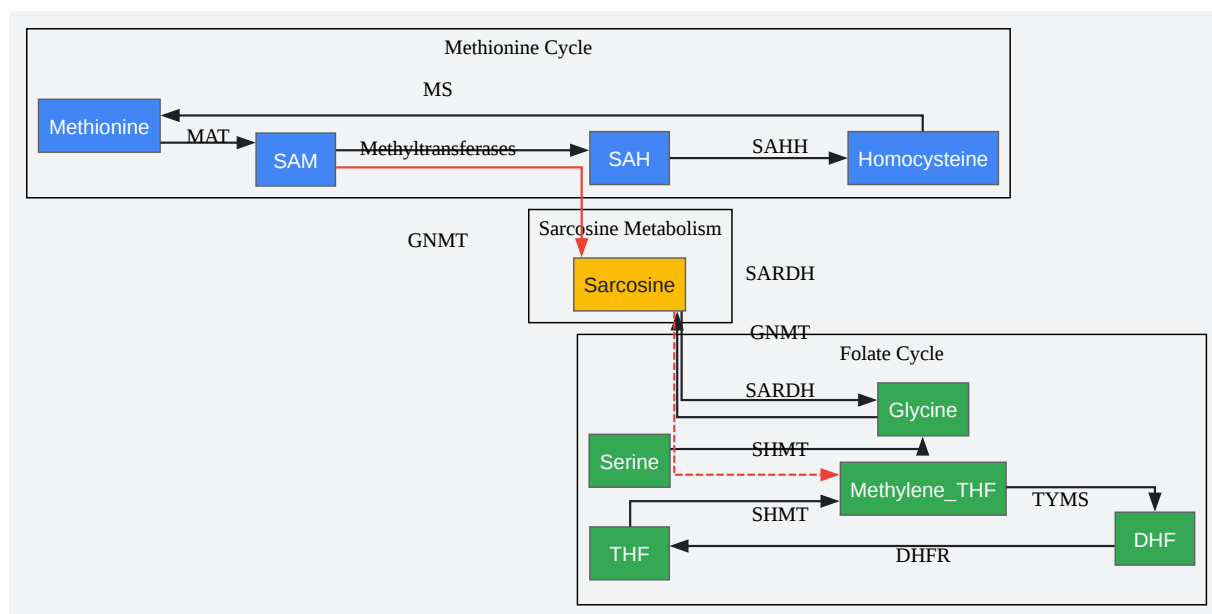 Methionine Cycle
MS
Methionine
MAT
SAM
Methyltransferases
SAH
SAHH
Homocysteine
GNMT
Sarcosine Metabolism
Sarcosine
SARDH
GNMT
Folate Cycle
SARDH
Glycine
Serine
SHMT
Methylene_THF
SHMT
TYMS
THF
DHFR
DHF